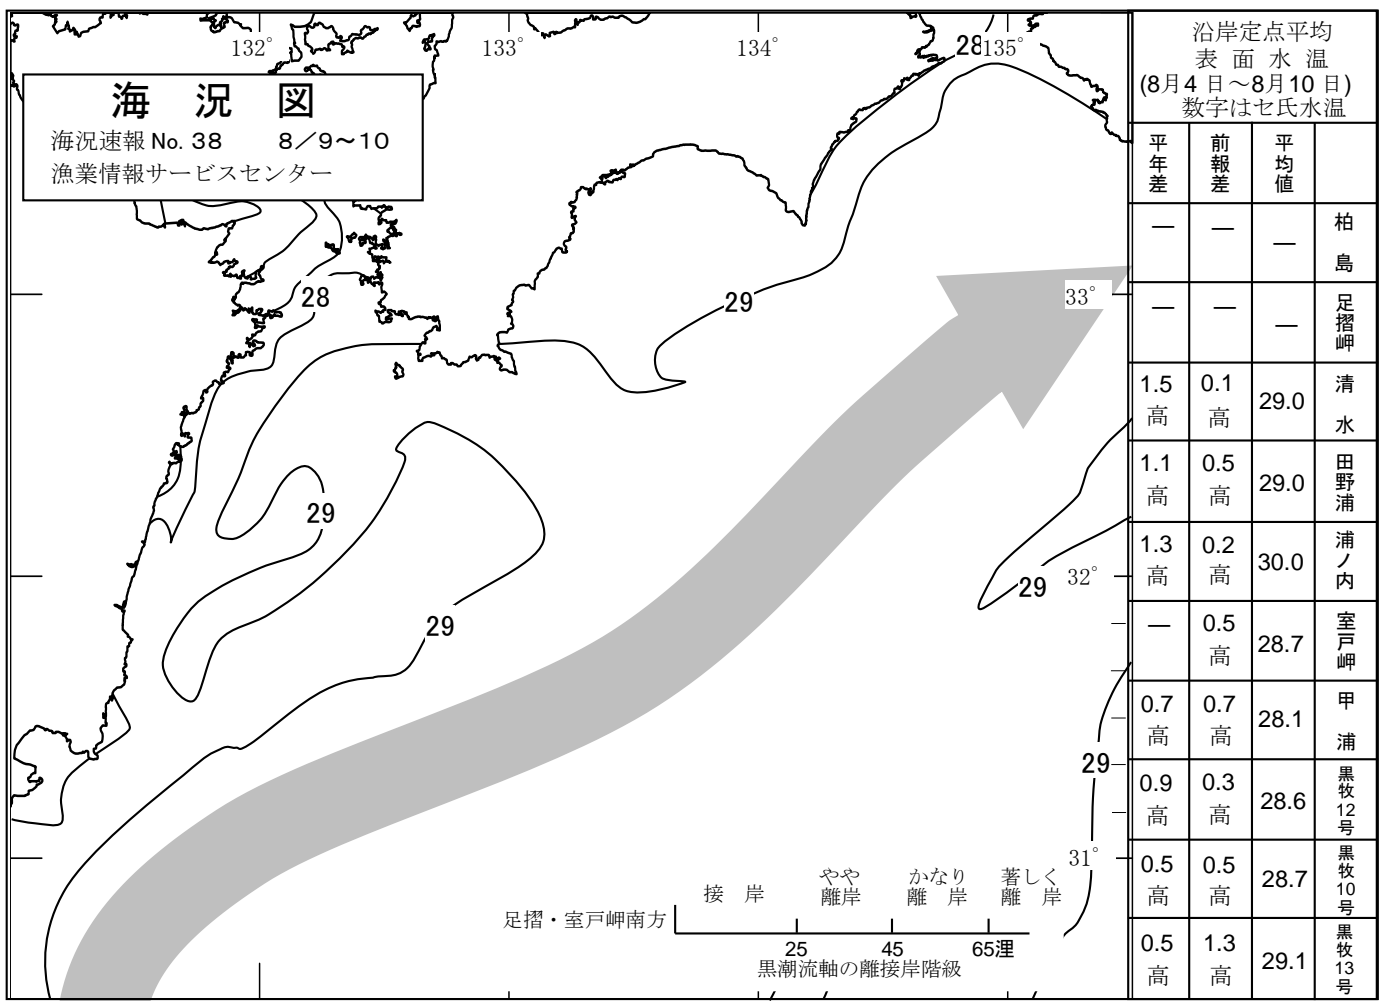 132°
133°
134°
28
135°
海 況 図
海況速報 No. 38 8／9～10
漁業情報サービスセンター
28
29
33°
29
29
32°
29
29
31°
接 岸
やや
離岸
かなり
離 岸
著しく
離 岸
足摺・室戸岬南方
25
45
65浬
黒潮流軸の離接岸階級
沿岸定点平均
表 面 水 温
(8月4 日～8月10 日)
数字はセ氏水温
平年差 前報差 平均値
— — — 柏島
— — — 足摺岬
1.5高 0.1高 29.0 清水
1.1高 0.5高 29.0 田野浦
1.3高 0.2高 30.0 浦ノ内
— 0.5高 28.7 室戸岬
0.7高 0.7高 28.1 甲浦
0.9高 0.3高 28.6 黒牧12号
0.5高 0.5高 28.7 黒牧10号
0.5高 1.3高 29.1 黒牧13号